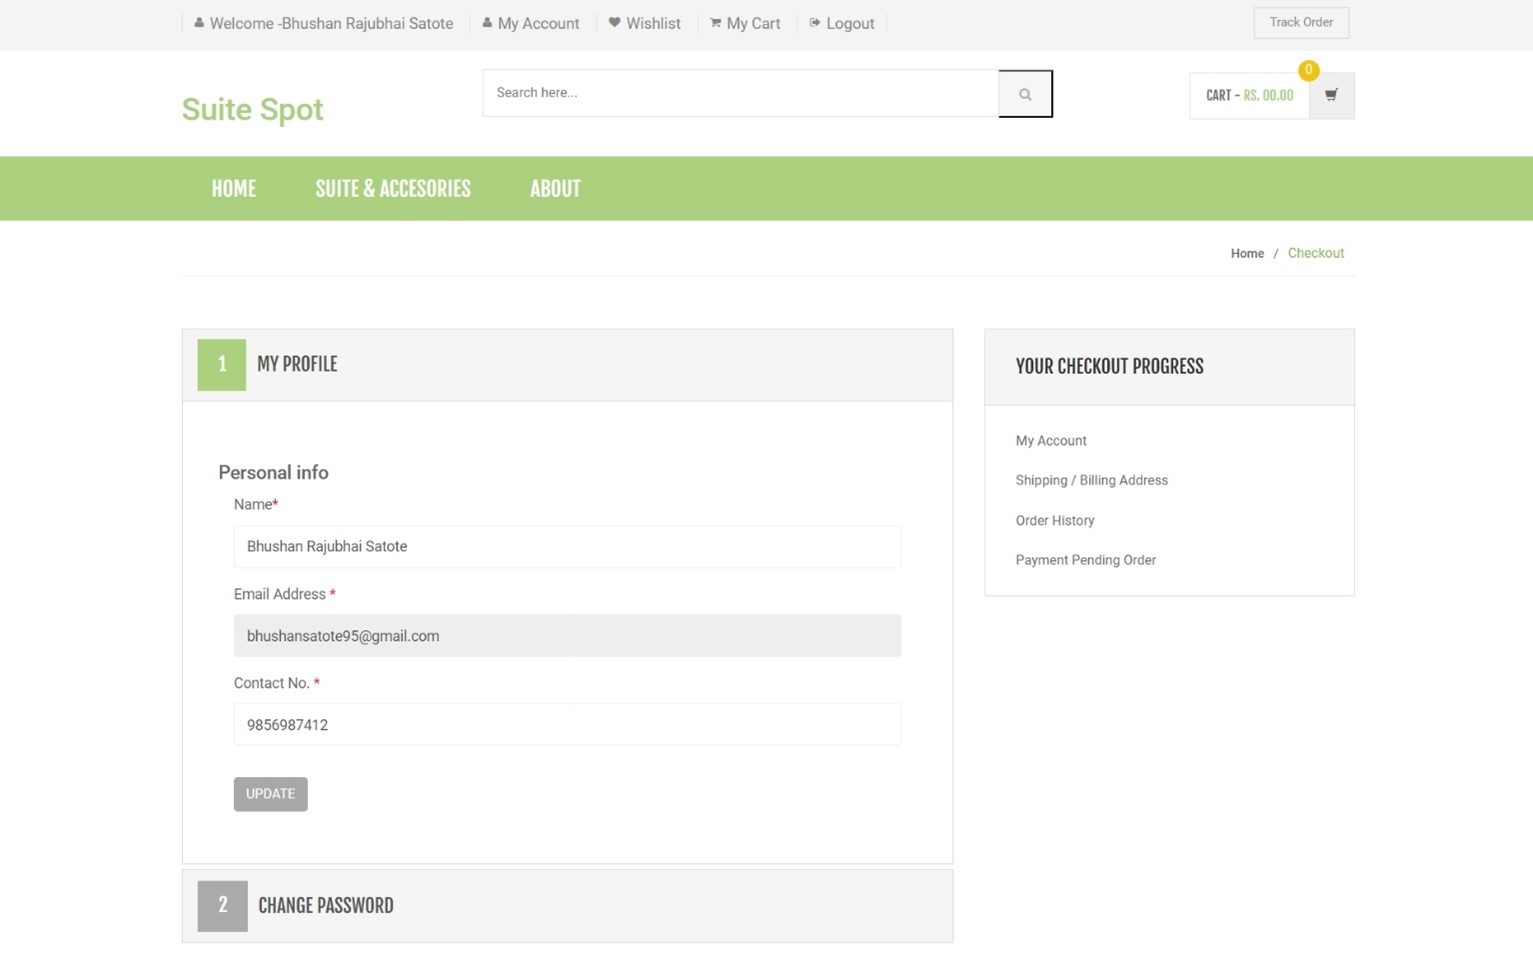 Welcome -Bhushan Rajubhai Satote My Account Wishlist My Cart Logout Track Order
Suite Spot
Search here...
CART - RS. 00.00
0
HOME SUITE & ACCESORIES ABOUT
Home / Checkout
1 MY PROFILE
Personal info
Name*
Bhushan Rajubhai Satote
Email Address *
bhushansatote95@gmail.com
Contact No. *
9856987412
UPDATE
2 CHANGE PASSWORD
YOUR CHECKOUT PROGRESS
My Account
Shipping / Billing Address
Order History
Payment Pending Order